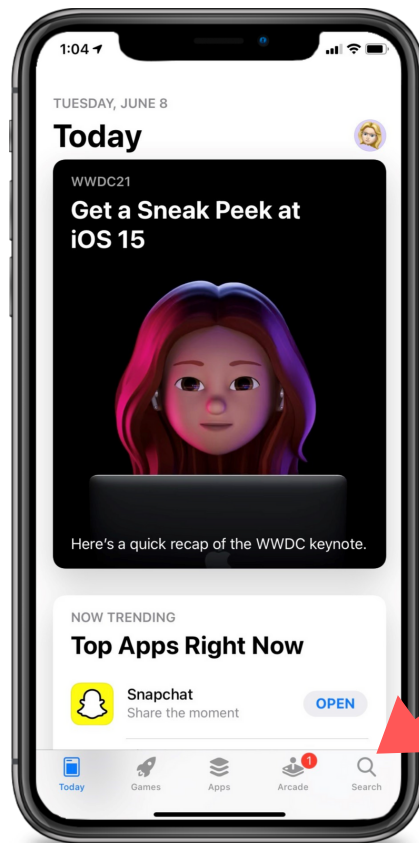 1:04
TUESDAY, JUNE 8
Today
WWDC21
Get a Sneak Peek at
iOS 15
Here's a quick recap of the WWDC keynote.
NOW TRENDING
Top Apps Right Now
Snapchat
Share the moment
OPEN
1
Today Games Apps Arcade Search